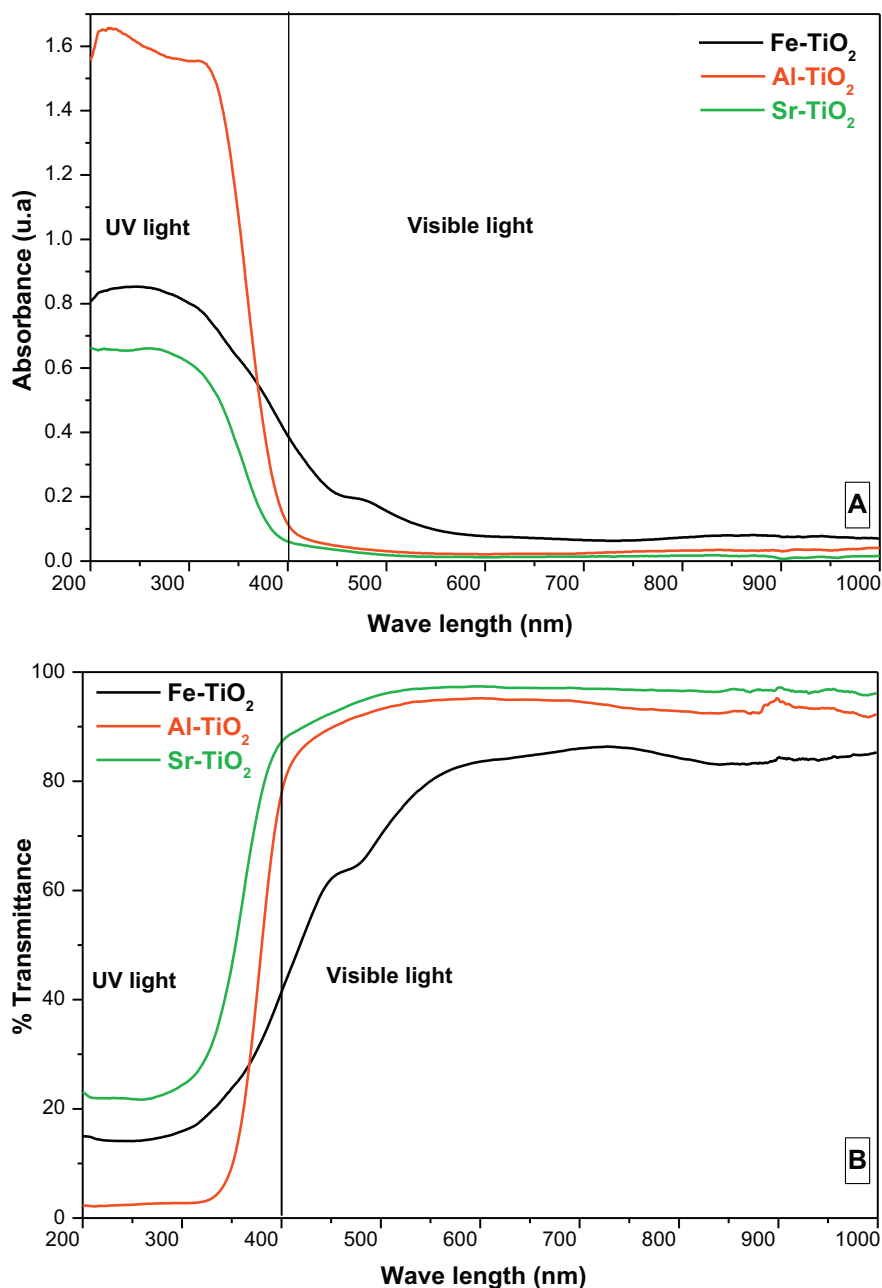 1.6
1.4
1.2
1.0
0.8
0.6
0.4
0.2
0.0
Absorbance (u.a)
Fe-TiO2
Al-TiO2
Sr-TiO2
UV light
Visible light
A
200 300 400 500 600 700 800 900 1000
Wave length (nm)
100
80
60
40
20
0
% Transmittance
Fe-TiO2
Al-TiO2
Sr-TiO2
UV light
Visible light
B
200 300 400 500 600 700 800 900 1000
Wave length (nm)